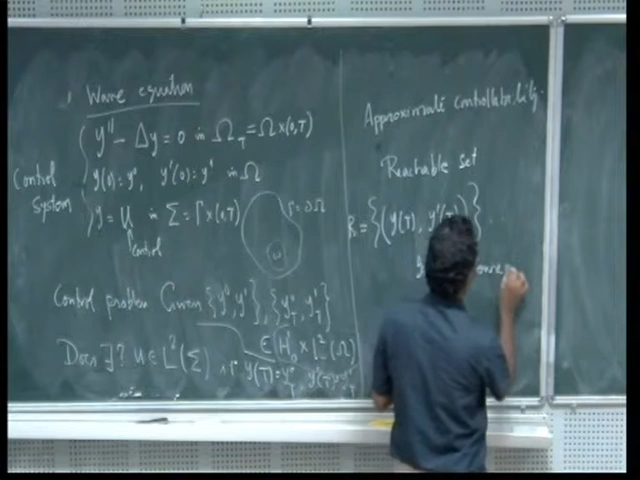 Wave equation
y'' - Δy = 0 in Ω_T = Ω×(0,T)
y(0) = y⁰, y'(0) = y¹ in Ω
Control system
y = u in Σ = Γ×(0,T)
control
Γ = ∂Ω
ω
Control problem Given {y⁰, y¹}, {y_T⁰, y_T¹}
∈ H₀¹ × L²(Ω)
Does ∃? u ∈ L²(Σ)
y(T) = y_T⁰, y'(T) = y_T¹
Approximate controllability
Reachable set
R = {(y(T), y'(T))}